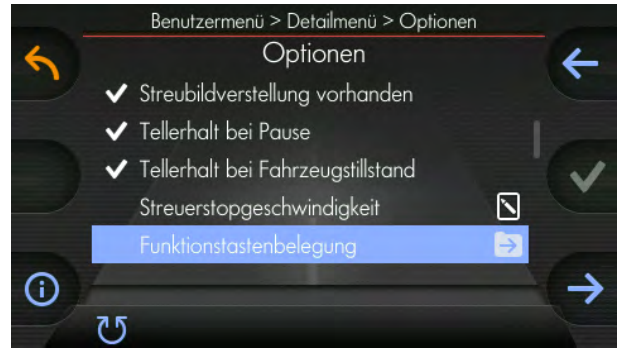 Benutzermenü > Detailmenü > Optionen
Optionen
Streubildverstellung vorhanden
Tellerhalt bei Pause
Tellerhalt bei Fahrzeugstillstand
Streuerstopgeschwindigkeit
Funktionstastenbelegung